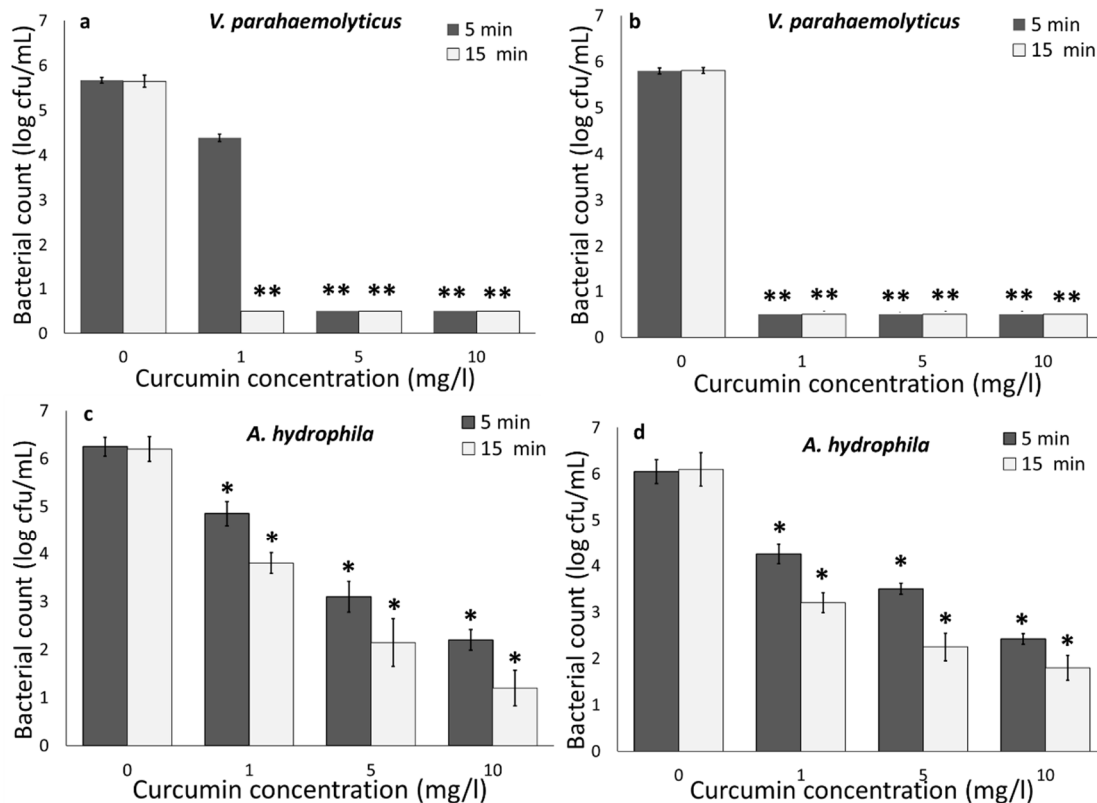 a
V. parahaemolyticus
5 min
15 min
Bacterial count (log cfu/mL)
7
6
5
4
3
2
1
0
** ** ** ** **
0 1 5 10
Curcumin concentration (mg/l)
b
V. parahaemolyticus
5 min
15 min
Bacterial count (log cfu/mL)
7
6
5
4
3
2
1
0
** ** ** ** ** **
0 1 5 10
Curcumin concentration (mg/l)
c
A. hydrophila
5 min
15 min
Bacterial count (log cfu/mL)
7
6
5
4
3
2
1
0
* * * * * *
0 1 5 10
Curcumin concentration (mg/l)
d
A. hydrophila
5 min
15 min
Bacterial count (log cfu/mL)
7
6
5
4
3
2
1
0
* * * * * *
0 1 5 10
Curcumin concentration (mg/l)